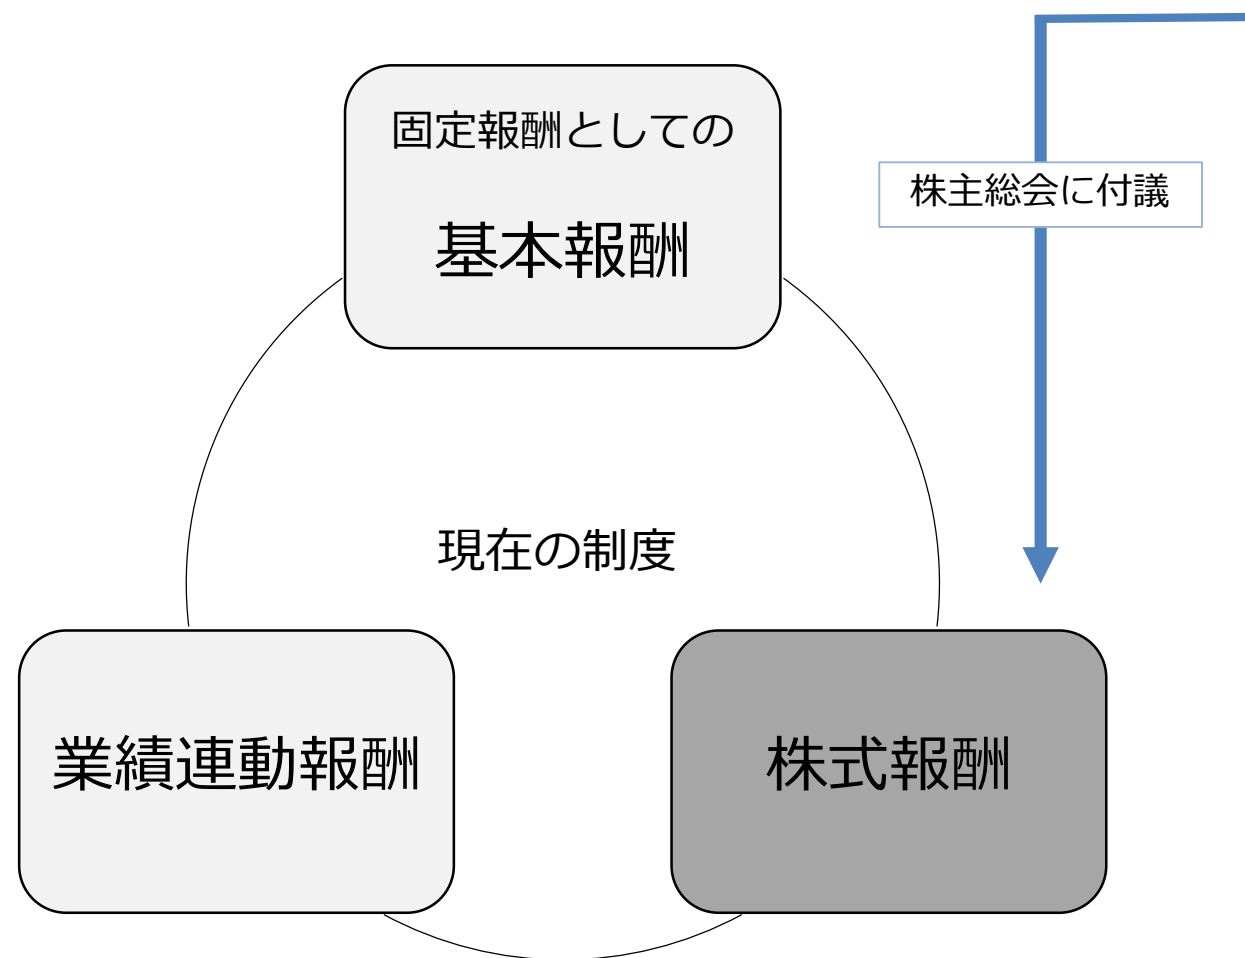 固定報酬としての
基本報酬
株主総会に付議
現在の制度
業績連動報酬
株式報酬